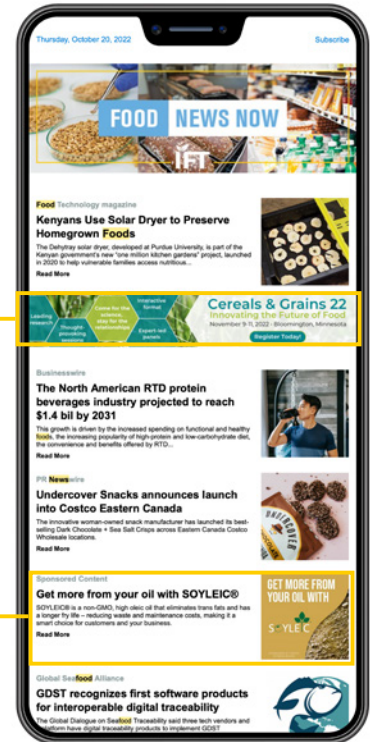 Thursday, October 20, 2022
Subscribe
FOOD NEWS NOW
IFT
Food Technology magazine
Kenyans Use Solar Dryer to Preserve
Homegrown Foods
The Dehytray solar dryer, developed at Purdue University, is part of the
Kenyan government's new "one million kitchen gardens" project, launched
in 2020 to help vulnerable families access nutritious...
Read More
Leading
research
Thought-
provoking
sessions
Come for the
science,
stay for the
relationships
Interactive
format
Expert-led
panels
Cereals & Grains 22
Innovating the Future of Food
November 9-11, 2022 - Bloomington, Minnesota
Register Today!
Businesswire
The North American RTD protein
beverages industry projected to reach
$1.4 bil by 2031
This growth is driven by the increased spending on functional and healthy
foods, the increasing popularity of high-protein and low-carbohydrate diet,
the convenience and benefits offered by RTD...
Read More
PR Newswire
Undercover Snacks announces launch
into Costco Eastern Canada
The innovative woman-owned snack manufacturer has launched its best-
selling Dark Chocolate + Sea Salt Crisps across Eastern Canada Costco
Wholesale locations.
Read More
UNDERCOVER
CHOCOLATE
Sponsored Content
Get more from your oil with SOYLEIC®
SOYLEIC® is a non-GMO, high oleic oil that eliminates trans fats and has
a longer fry life – reducing waste and maintenance costs, making it a
smart choice for customers and your business.
Read More
GET MORE FROM
YOUR OIL WITH
SOYLEIC
Global Seafood Alliance
GDST recognizes first software products
for interoperable digital traceability
The Global Dialogue on Seafood Traceability said three tech vendors and
platform have digital traceability products to implement GDST